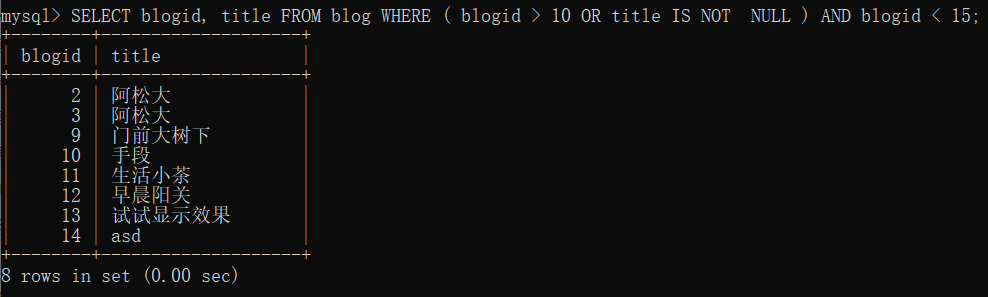 mysql> SELECT blogid, title FROM blog WHERE ( blogid > 10 OR title IS NOT  NULL ) AND blogid < 15;
+--------+--------------------+
| blogid | title              |
+--------+--------------------+
|      2 | 阿松大             |
|      3 | 阿松大             |
|      9 | 门前大树下         |
|     10 | 手段               |
|     11 | 生活小茶           |
|     12 | 早晨阳关           |
|     13 | 试试显示效果       |
|     14 | asd                |
+--------+--------------------+
8 rows in set (0.00 sec)